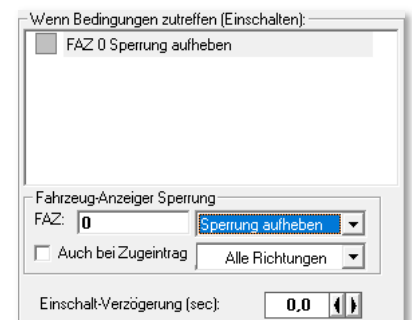 Wenn Bedingungen zutreffen (Einschalten):
FAZ 0 Sperrung aufheben
Fahrzeug-Anzeiger Sperrung
FAZ: 0 Sperrung aufheben
Auch bei Zugeintrag Alle Richtungen
Einschalt-Verzögerung (sec): 0,0